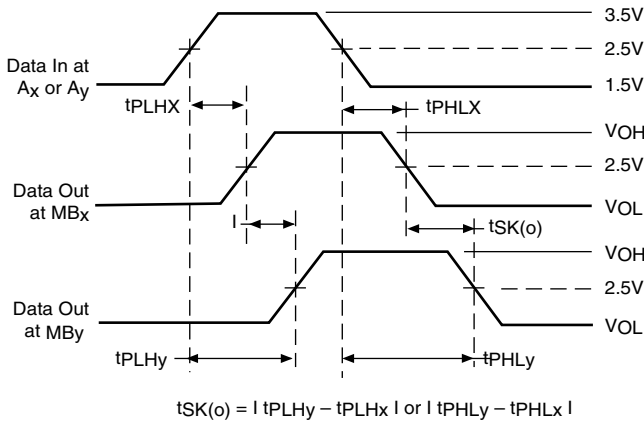 3.5V
2.5V
1.5V
Data In at
Ax or Ay
tPLHX
tPHLX
VOH
2.5V
VOL
Data Out
at MBx
I
tSK(o)
VOH
2.5V
VOL
Data Out
at MBy
tPLHy
tPHLy
tSK(o) = I tPLHy – tPLHx I or I tPHLy – tPHLx I